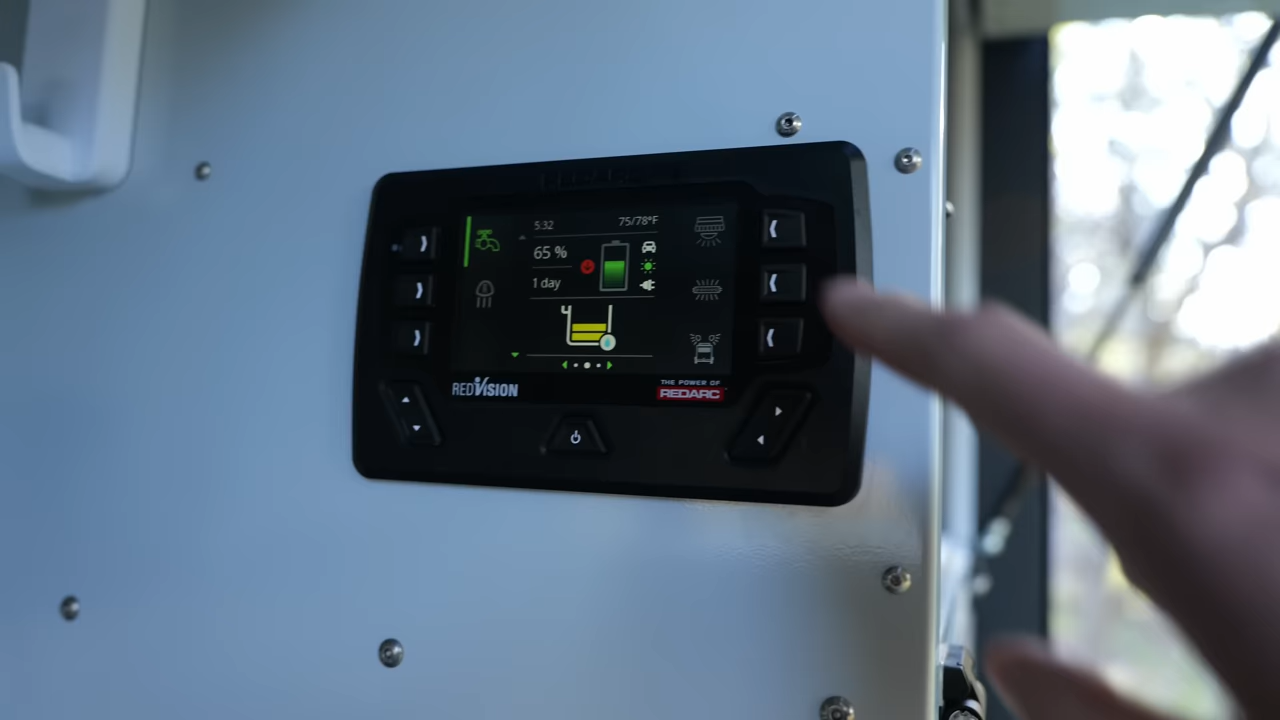 5:32
75/78°F
65 %
1 day
REDVISION
THE POWER OF
REDARC